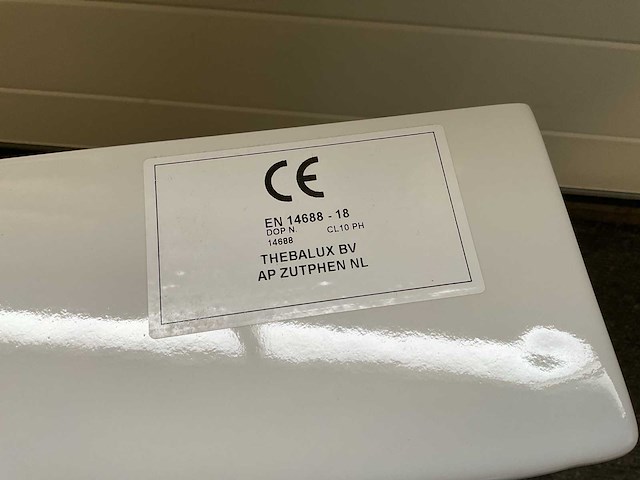 CE
EN 14688 - 18
DOP N. CL10 PH
14688
THEBALUX BV
AP ZUTPHEN NL